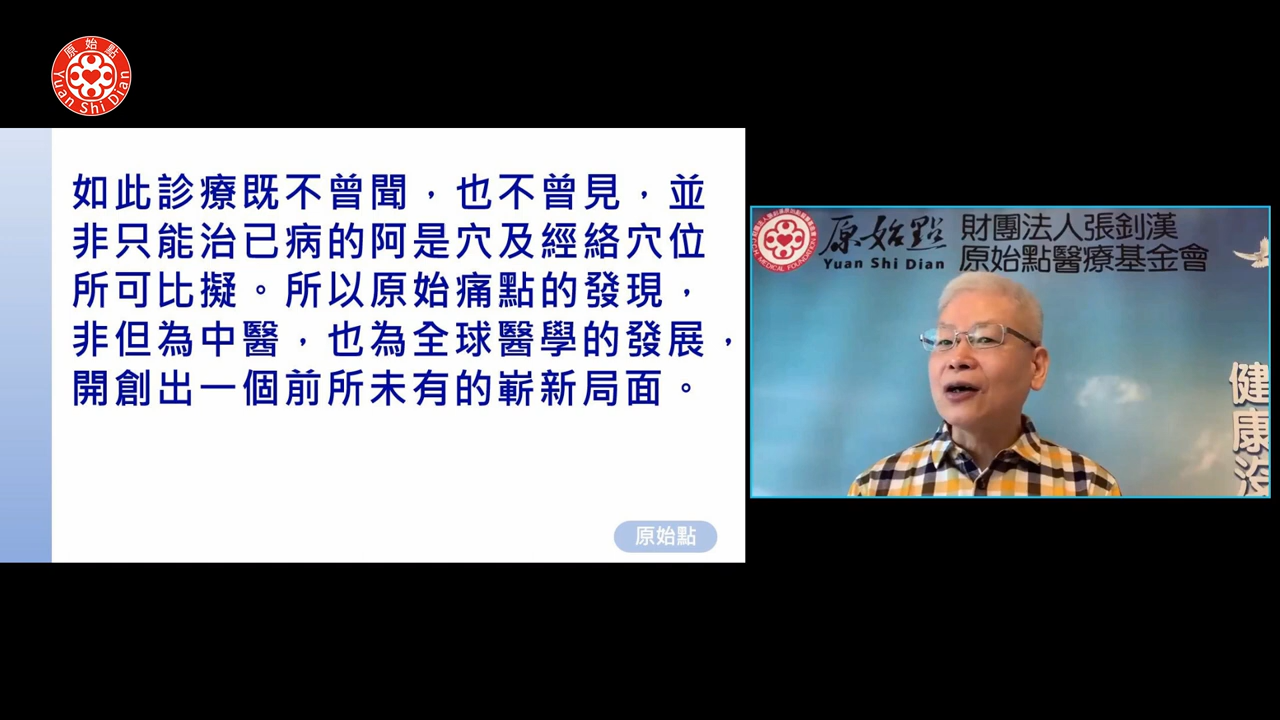 原始點
Yuan Shi Dian
如此診療既不曾聞，也不曾見，並
非只能治已病的阿是穴及經絡穴位
所可比擬。所以原始痛點的發現，
非但為中醫，也為全球醫學的發展，
開創出一個前所未有的嶄新局面。
原始點
原始點
Yuan Shi Dian
財團法人張釗漢
原始點醫療基金會
健康